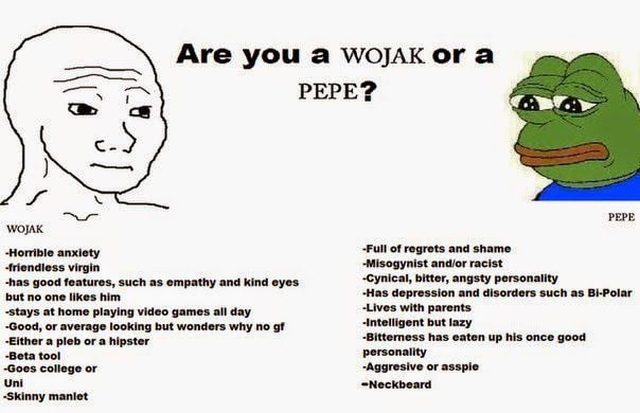 Are you a WOJAK or a
PEPE?
WOJAK
-Horrible anxiety
-friendless virgin
-has good features, such as empathy and kind eyes
but no one likes him
-stays at home playing video games all day
-Good, or average looking but wonders why no gf
-Either a pleb or a hipster
-Beta tool
-Goes college or
Uni
-Skinny manlet
PEPE
-Full of regrets and shame
-Misogynist and/or racist
-Cynical, bitter, angsty personality
-Has depression and disorders such as Bi-Polar
-Lives with parents
-Intelligent but lazy
-Bitterness has eaten up his once good
personality
-Aggresive or asspie
-Neckbeard